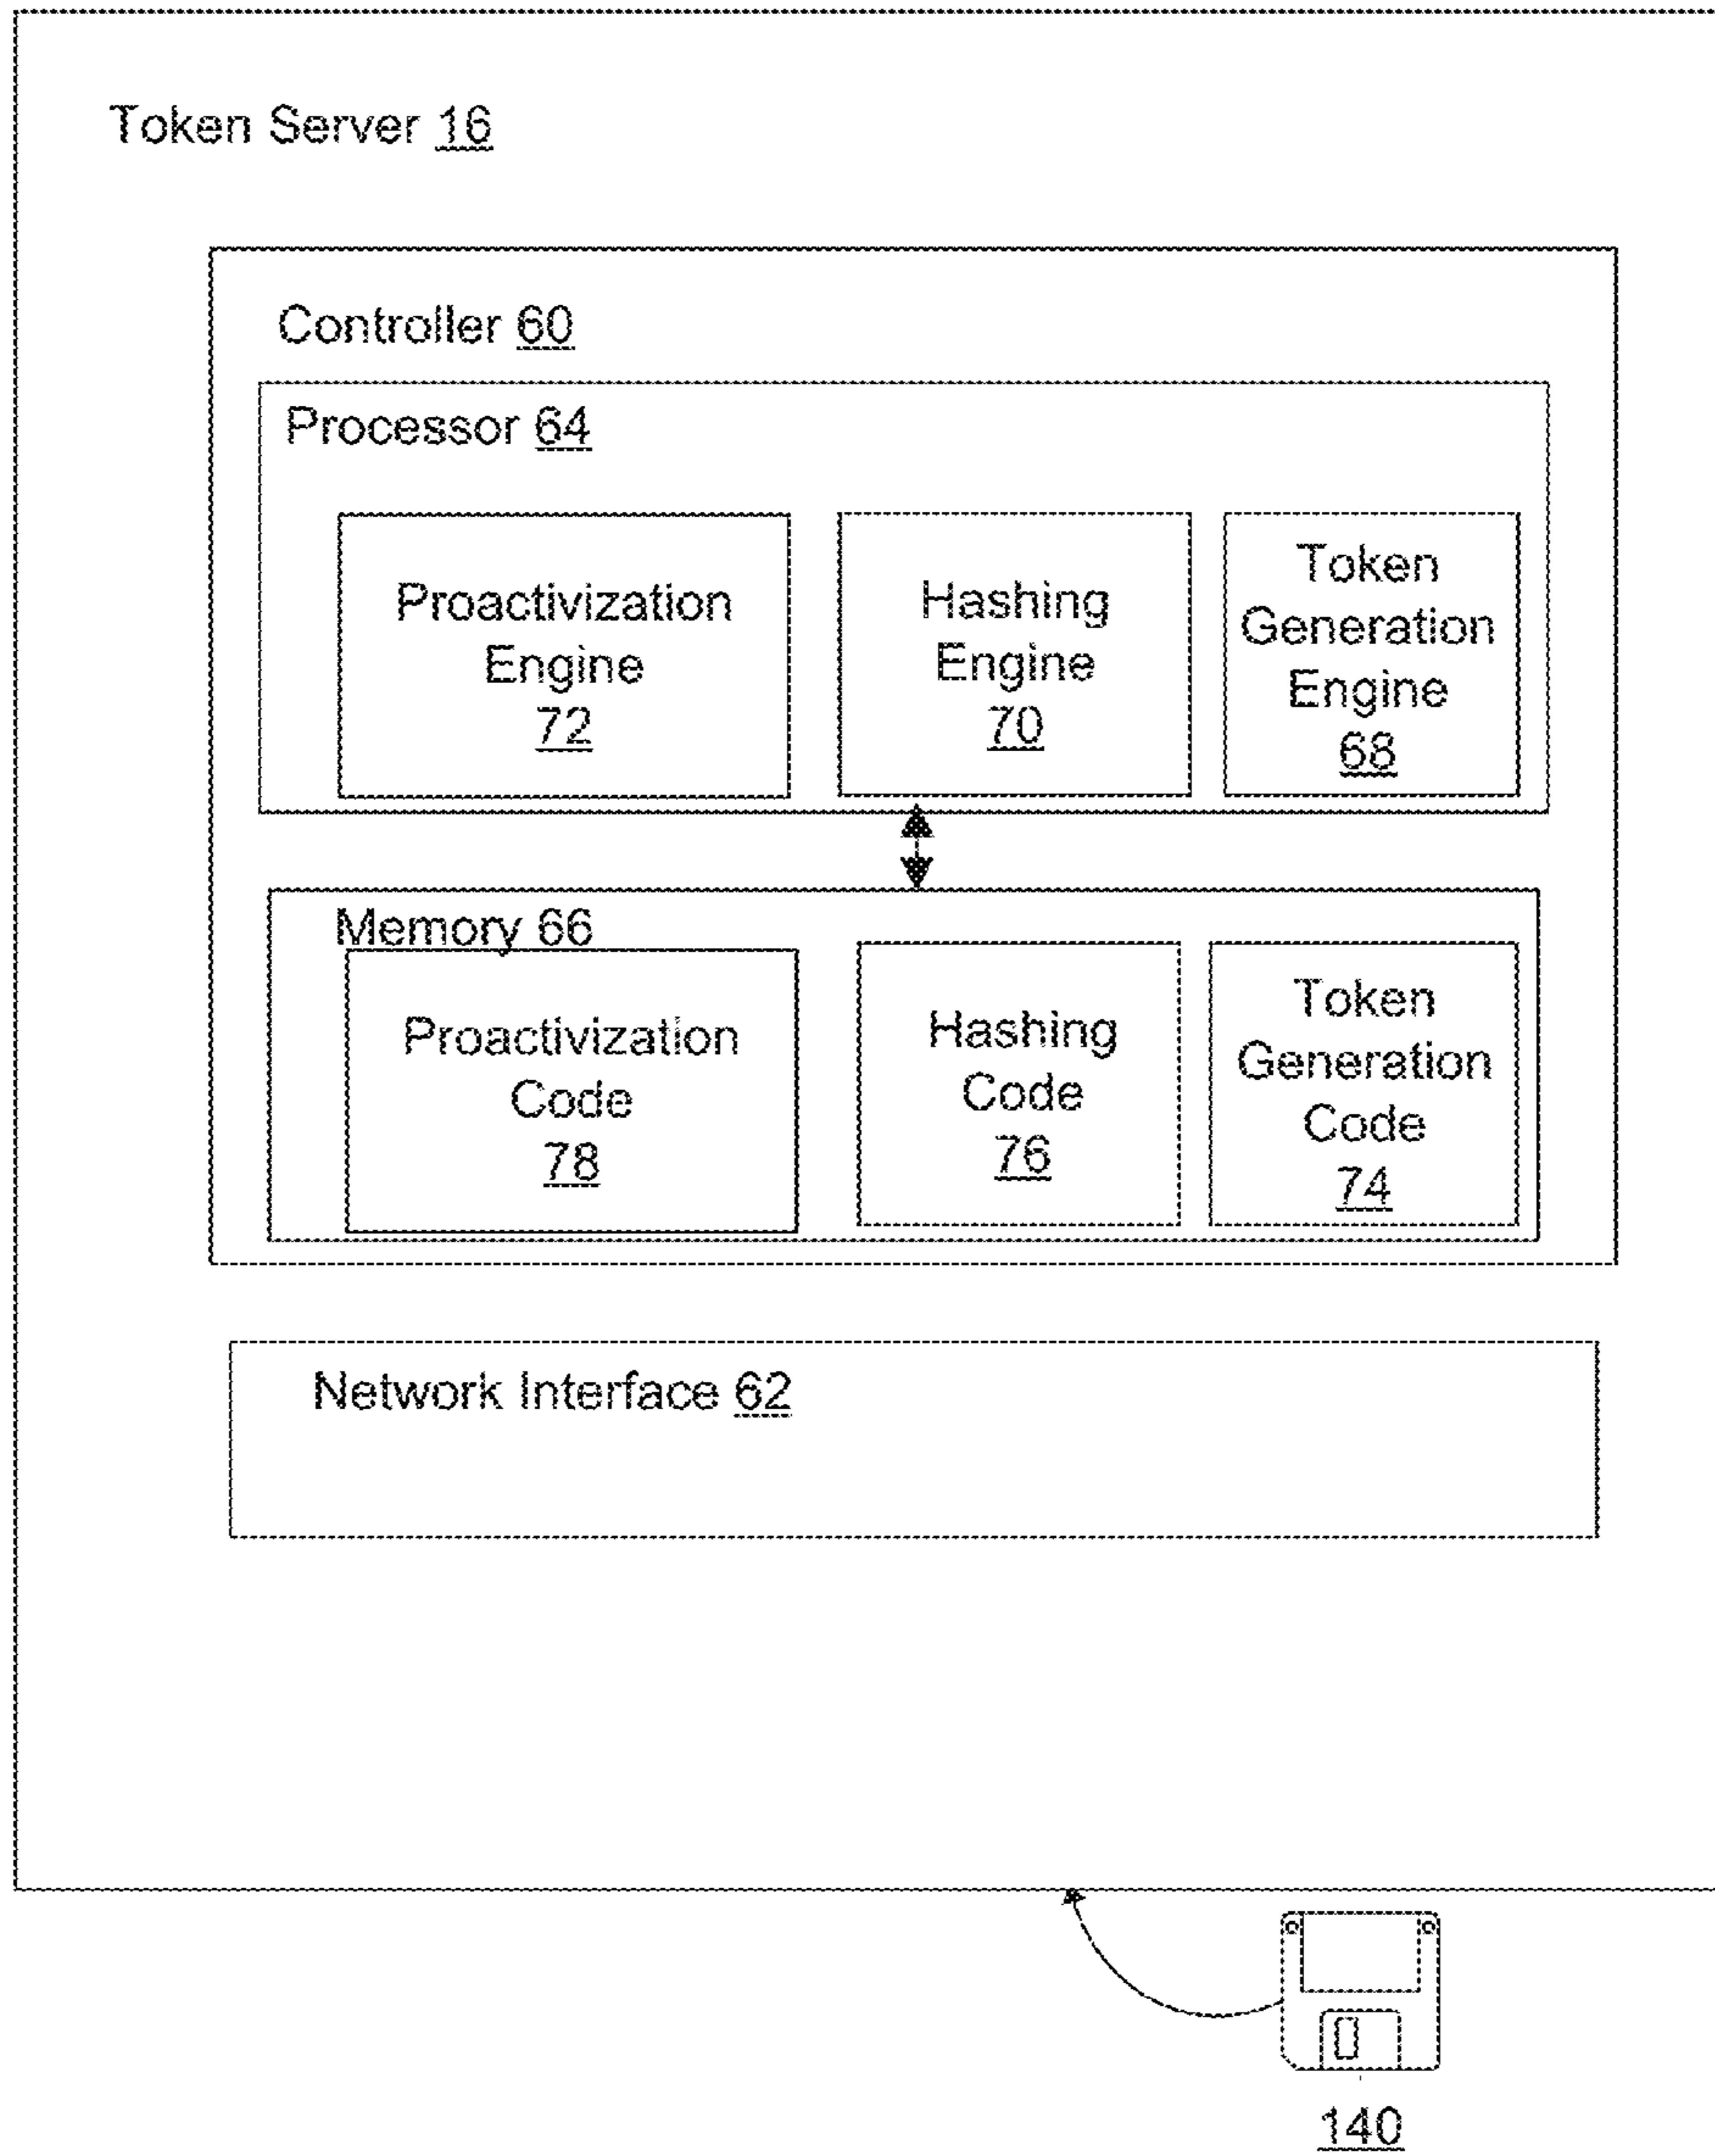 Token Server 16
Controller 60
Processor 64
Proactivization
Engine
72
Hashing
Engine
70
Token
Generation
Engine
68
Memory 66
Proactivization
Code
78
Hashing
Code
76
Token
Generation
Code
74
Network Interface 62
140